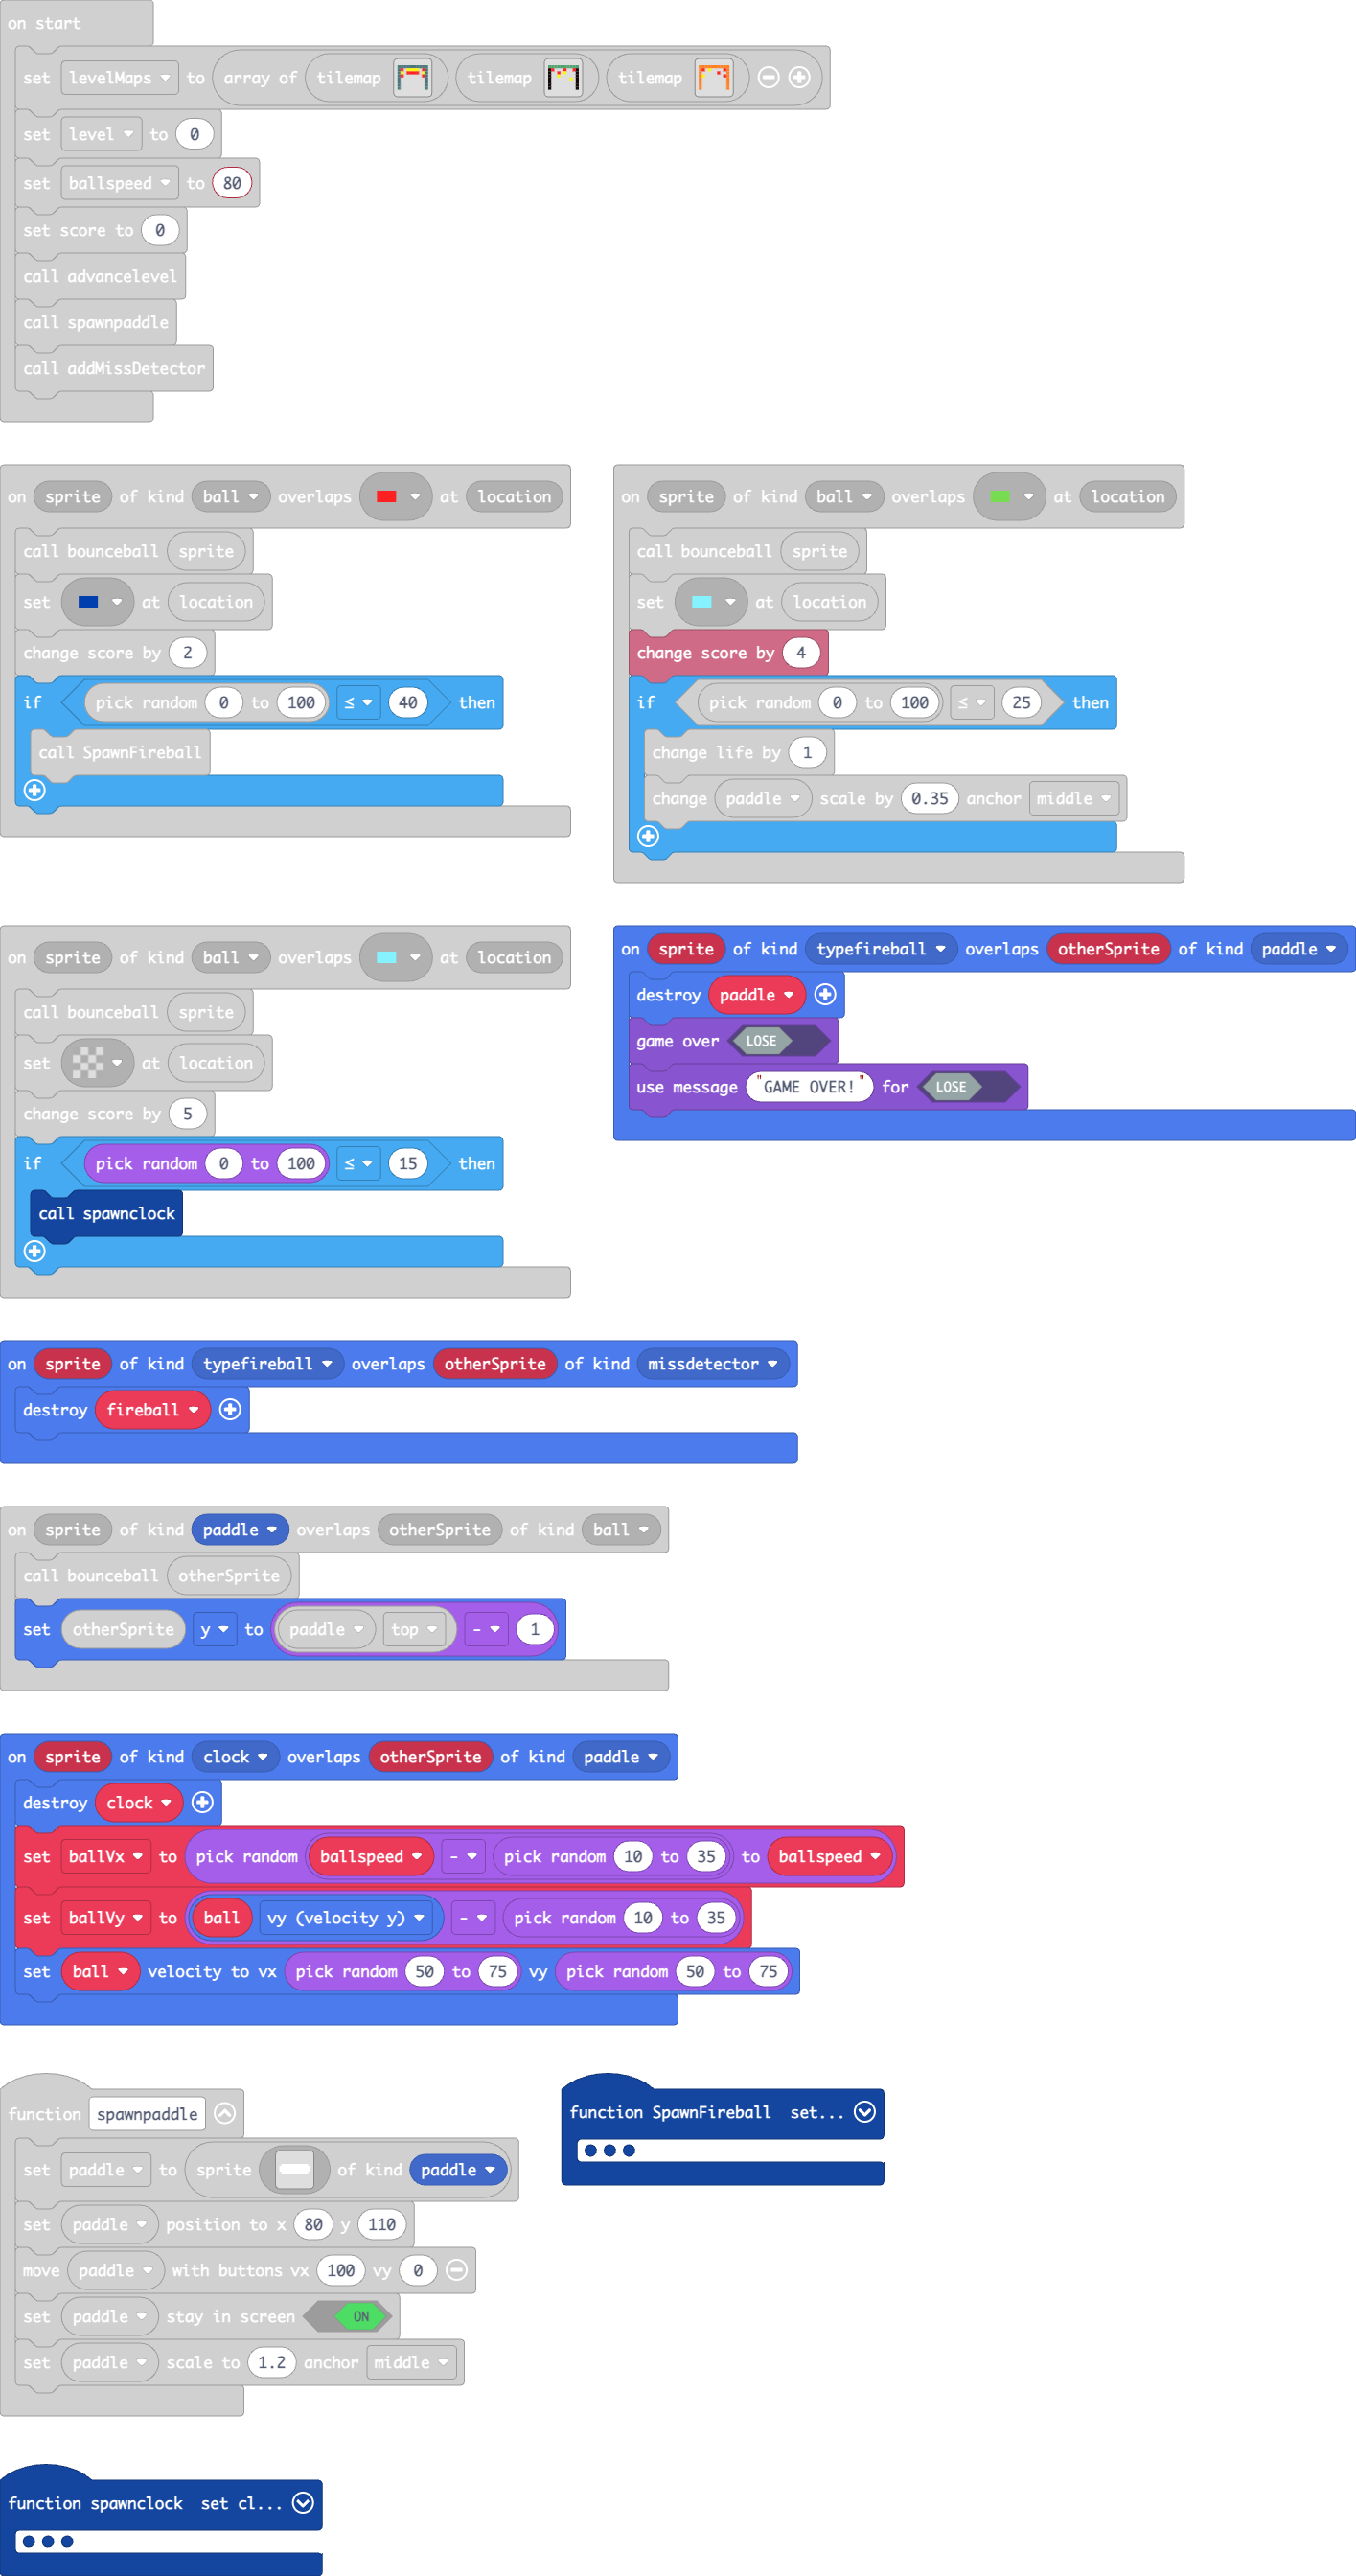 on start
set levelMaps to array of tilemap tilemap tilemap
set level to 0
set ballspeed to 80
set score to 0
call advancelevel
call spawnpaddle
call addMissDetector
on sprite of kind ball overlaps at location
call bounceball sprite
set at location
change score by 2
if pick random 0 to 100 ≤ 40 then
call SpawnFireball
on sprite of kind ball overlaps at location
call bounceball sprite
set at location
change score by 4
if pick random 0 to 100 ≤ 25 then
change life by 1
change paddle scale by 0.35 anchor middle
on sprite of kind ball overlaps at location
call bounceball sprite
set at location
change score by 5
if pick random 0 to 100 ≤ 15 then
call spawnclock
on sprite of kind typefireball overlaps otherSprite of kind paddle
destroy paddle
game over LOSE
use message "GAME OVER!" for LOSE
on sprite of kind typefireball overlaps otherSprite of kind missdetector
destroy fireball
on sprite of kind paddle overlaps otherSprite of kind ball
call bounceball otherSprite
set otherSprite y to paddle top - 1
on sprite of kind clock overlaps otherSprite of kind paddle
destroy clock
set ballVx to pick random ballspeed - pick random 10 to 35 to ballspeed
set ballVy to ball vy (velocity y) - pick random 10 to 35
set ball velocity to vx pick random 50 to 75 vy pick random 50 to 75
function spawnpaddle
set paddle to sprite of kind paddle
set paddle position to x 80 y 110
move paddle with buttons vx 100 vy 0
set paddle stay in screen ON
set paddle scale to 1.2 anchor middle
function SpawnFireball set...
function spawnclock set cl...